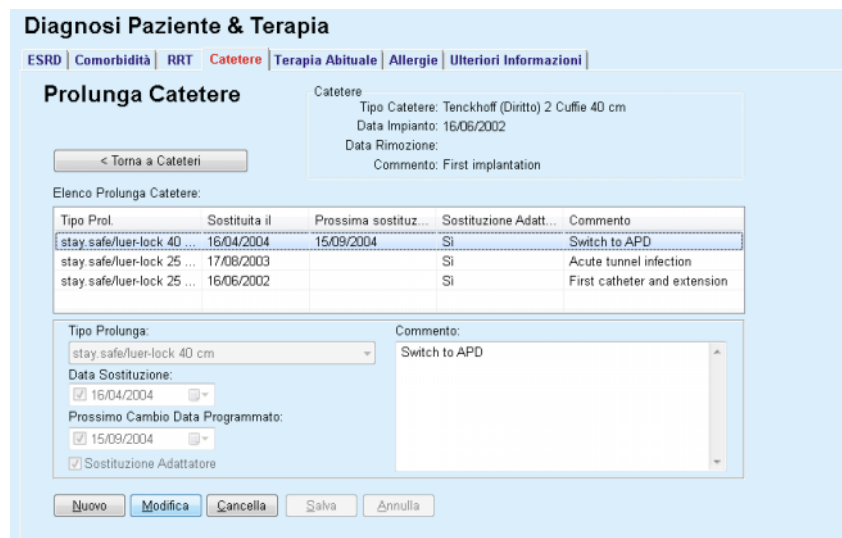 Diagnosi Paziente & Terapia
ESRD Comorbidità RRT Catetere Terapia Abituale Allergie Ulteriori Informazioni
Prolunga Catetere
Catetere
Tipo Catetere: Tenckhoff (Diritto) 2 Cuffie 40 cm
Data Impianto: 16/06/2002
Data Rimozione:
Commento: First implantation
< Torna a Cateteri
Elenco Prolunga Catetere:
Tipo Prol. Sostituita il Prossima sostituz... Sostituzione Adatt... Commento
stay.safe/luer-lock 40 ... 16/04/2004 15/09/2004 Sì Switch to APD
stay.safe/luer-lock 25 ... 17/08/2003 Sì Acute tunnel infection
stay.safe/luer-lock 25 ... 16/06/2002 Sì First catheter and extension
Tipo Prolunga:
stay.safe/luer-lock 40 cm
Data Sostituzione:
16/04/2004
Prossimo Cambio Data Programmato:
15/09/2004
Sostituzione Adattatore
Commento:
Switch to APD
Nuovo Modifica Cancella Salva Annulla